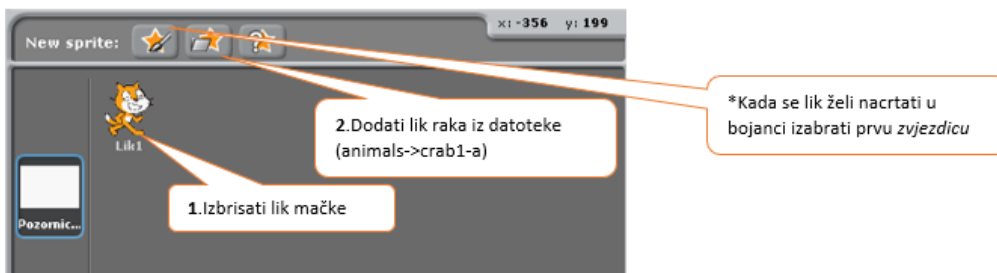 x: -356 y: 199
New sprite:
*Kada se lik želi nacrtati u
bojanci izabrati prvu zvjezdicu
2.Dodati lik raka iz datoteke
(animals->crab1-a)
Lik1
1.Izbrisati lik mačke
Pozornic...